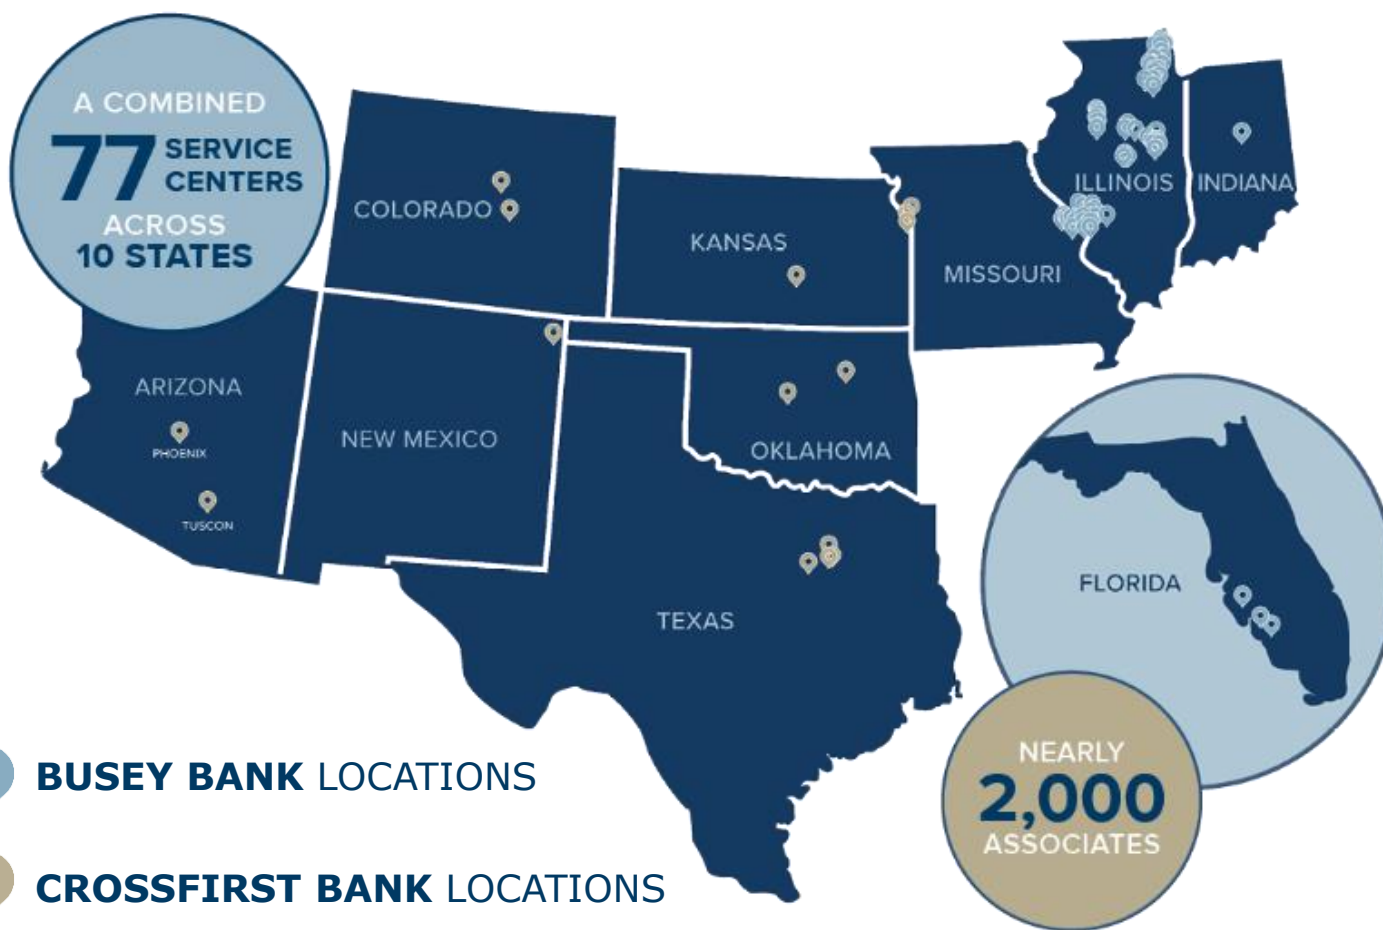 A COMBINED
77 SERVICE
CENTERS
ACROSS
10 STATES
COLORADO
KANSAS
MISSOURI
ILLINOIS
INDIANA
ARIZONA
PHOENIX
TUSCON
NEW MEXICO
OKLAHOMA
TEXAS
FLORIDA
NEARLY
2,000
ASSOCIATES
BUSEY BANK LOCATIONS
CROSSFIRST BANK LOCATIONS